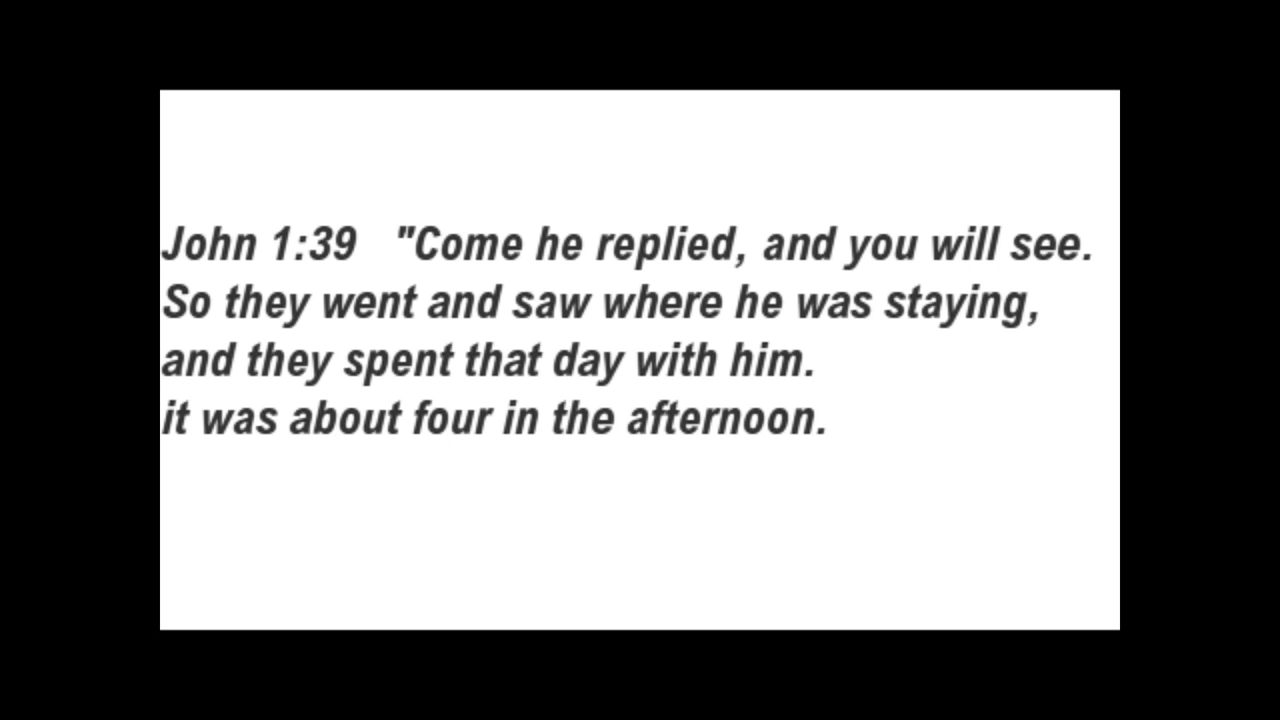 John 1:39   "Come he replied, and you will see.
So they went and saw where he was staying,
and they spent that day with him.
it was about four in the afternoon.